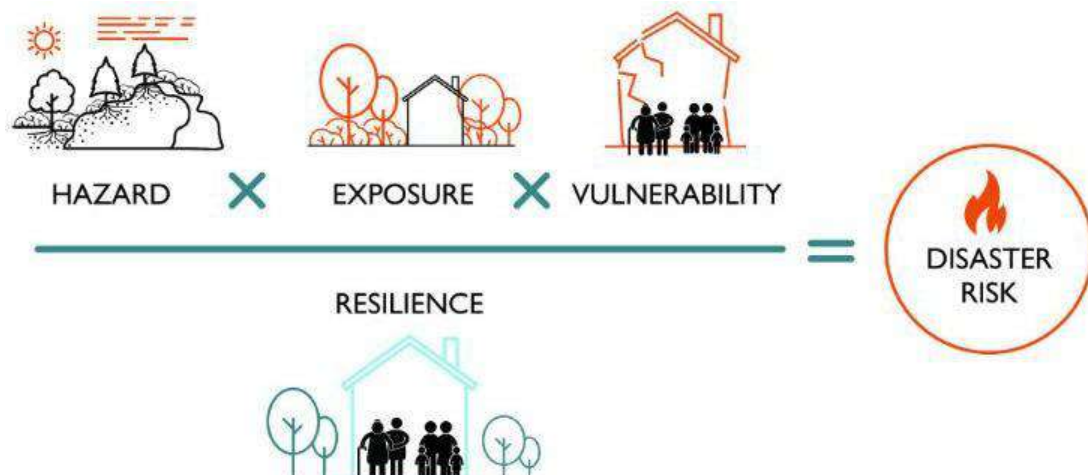 HAZARD × EXPOSURE × VULNERABILITY
=
DISASTER
RISK
RESILIENCE